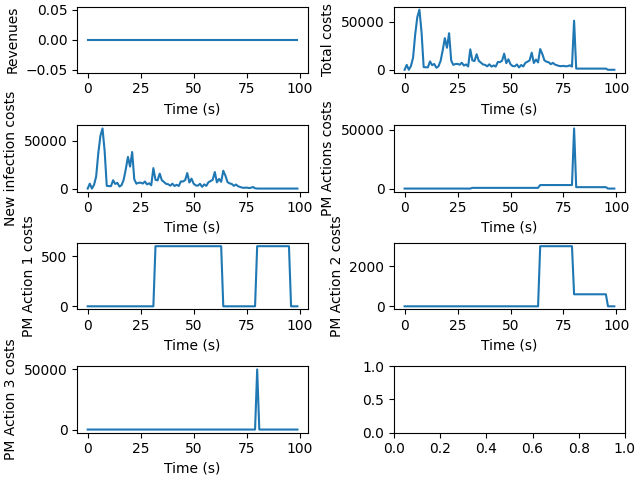 Revenues
0.05
0.00
−0.05
0 25 50 75 100
Time (s)
Total costs
50000
0
0 25 50 75 100
Time (s)
New infection costs
50000
0
0 25 50 75 100
Time (s)
PM Actions costs
50000
0
0 25 50 75 100
Time (s)
PM Action 1 costs
500
0
0 25 50 75 100
Time (s)
PM Action 2 costs
2000
0
0 25 50 75 100
Time (s)
PM Action 3 costs
50000
0
0 25 50 75 100
Time (s)
1.0
0.5
0.0
0.0 0.2 0.4 0.6 0.8 1.0